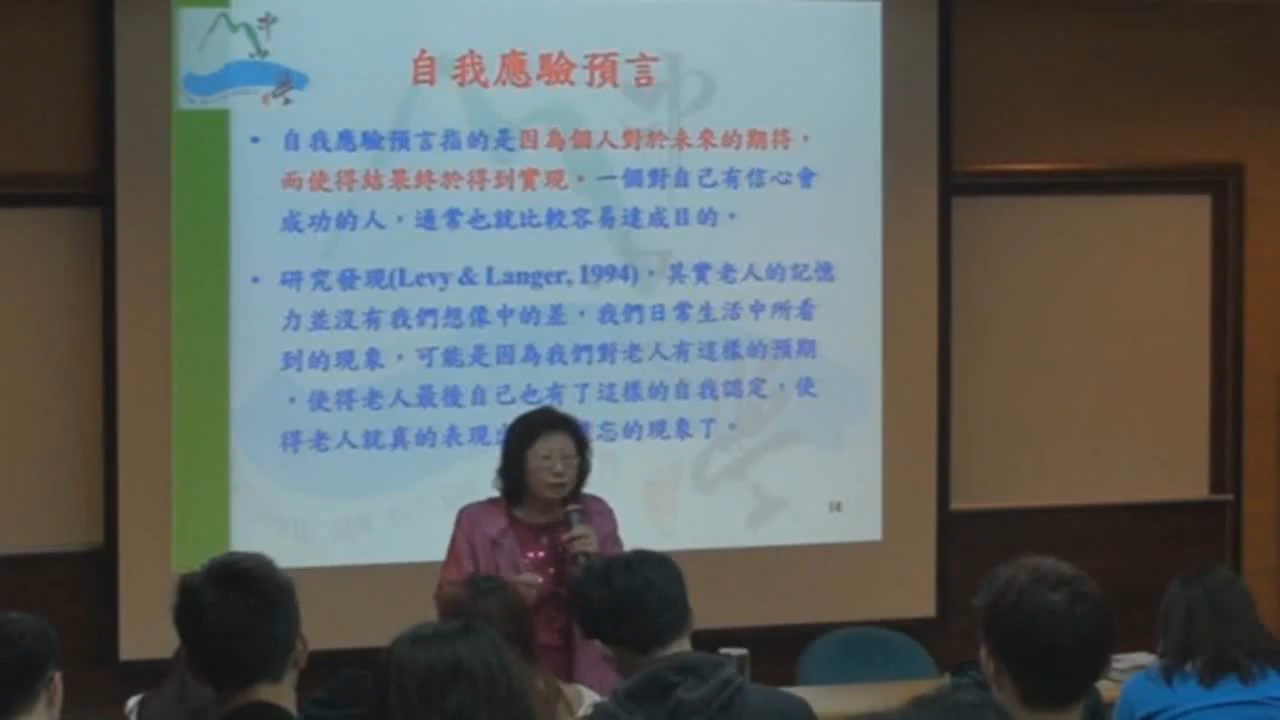 自我應驗預言
• 自我應驗預言指的是因為個人對於未來的期待，
而使得結果終於得到實現。一個對自己有信心會
成功的人，通常也就比較容易達成目的。
• 研究發現(Levy & Langer, 1994)，其實老人的記憶
力並沒有我們想像中的差，我們日常生活中所看
到的現象，可能是因為我們對老人有這樣的預期
，使得老人最後自己也有了這樣的自我認定，使
得老人就真的表現 忘的現象了。